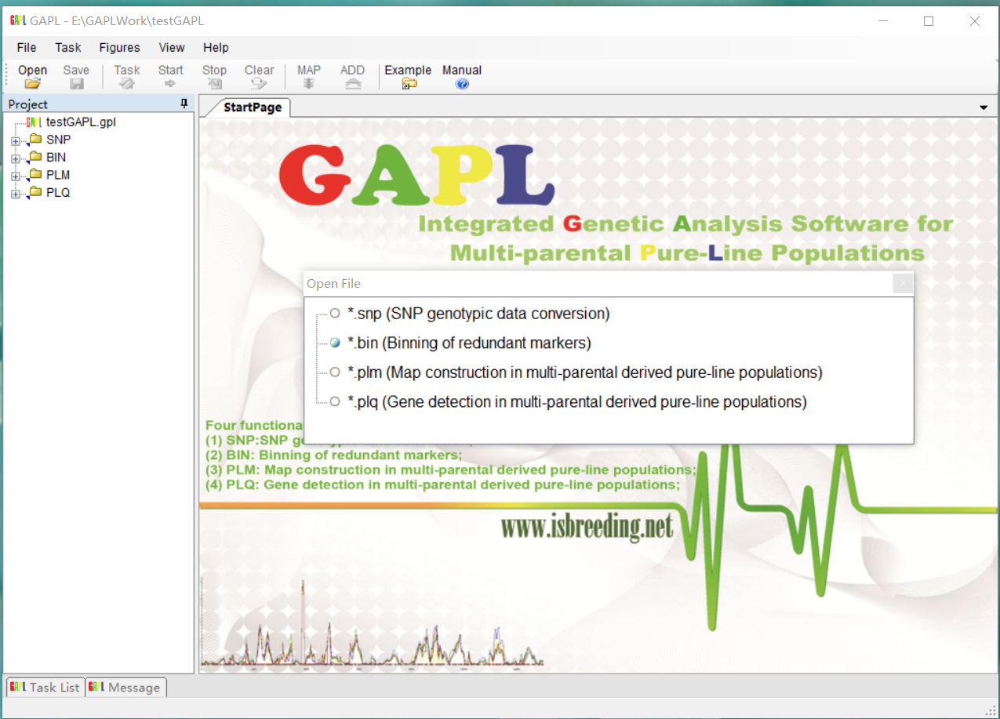 GAPL GAPL - E:\GAPLWork\testGAPL
File Task Figures View Help
Open Save Task Start Stop Clear MAP ADD Example Manual
Project
StartPage
testGAPL.gpl
SNP
BIN
PLM
PLQ
GAPL
Integrated Genetic Analysis Software for
Multi-parental Pure-Line Populations
Open File
*.snp (SNP genotypic data conversion)
*.bin (Binning of redundant markers)
*.plm (Map construction in multi-parental derived pure-line populations)
*.plq (Gene detection in multi-parental derived pure-line populations)
Four functiona
(1) SNP:SNP ge
(2) BIN: Binning of redundant markers;
(3) PLM: Map construction in multi-parental derived pure-line populations;
(4) PLQ: Gene detection in multi-parental derived pure-line populations;
www.isbreeding.net
GAPL Task List GAPL Message